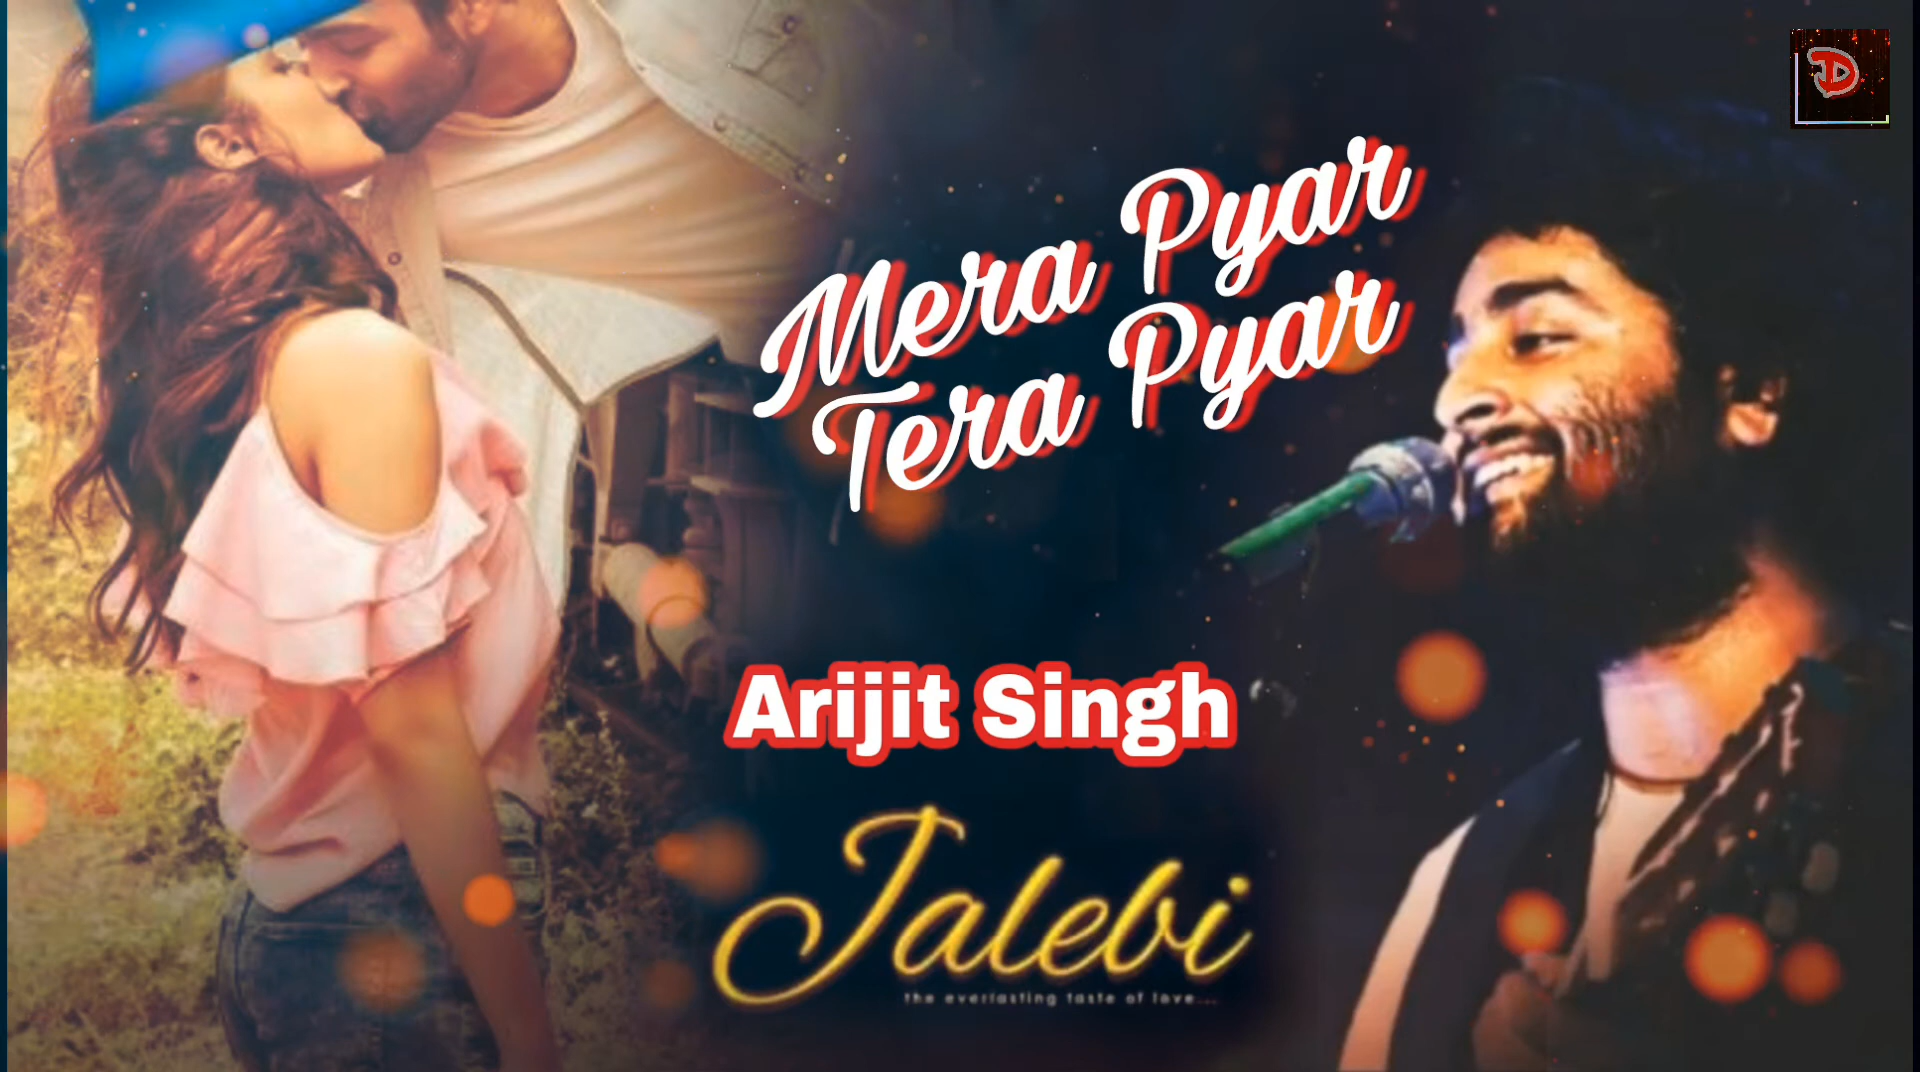 D
Mera Pyar
Tera Pyar
Arijit Singh
Jalebi
the everlasting taste of love...